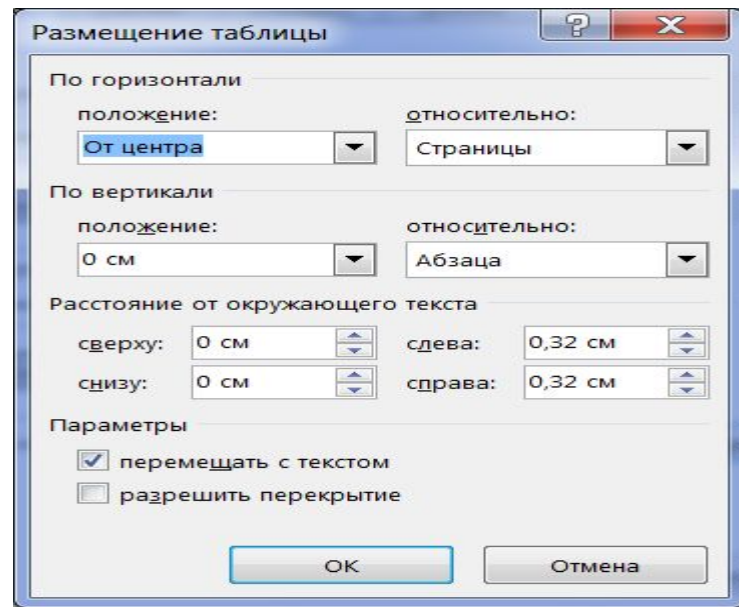 Размещение таблицы
По горизонтали
положение: относительно:
От центра Страницы
По вертикали
положение: относительно:
0 см Абзаца
Расстояние от окружающего текста
сверху: 0 см слева: 0,32 см
снизу: 0 см справа: 0,32 см
Параметры
перемещать с текстом
разрешить перекрытие
ОК Отмена